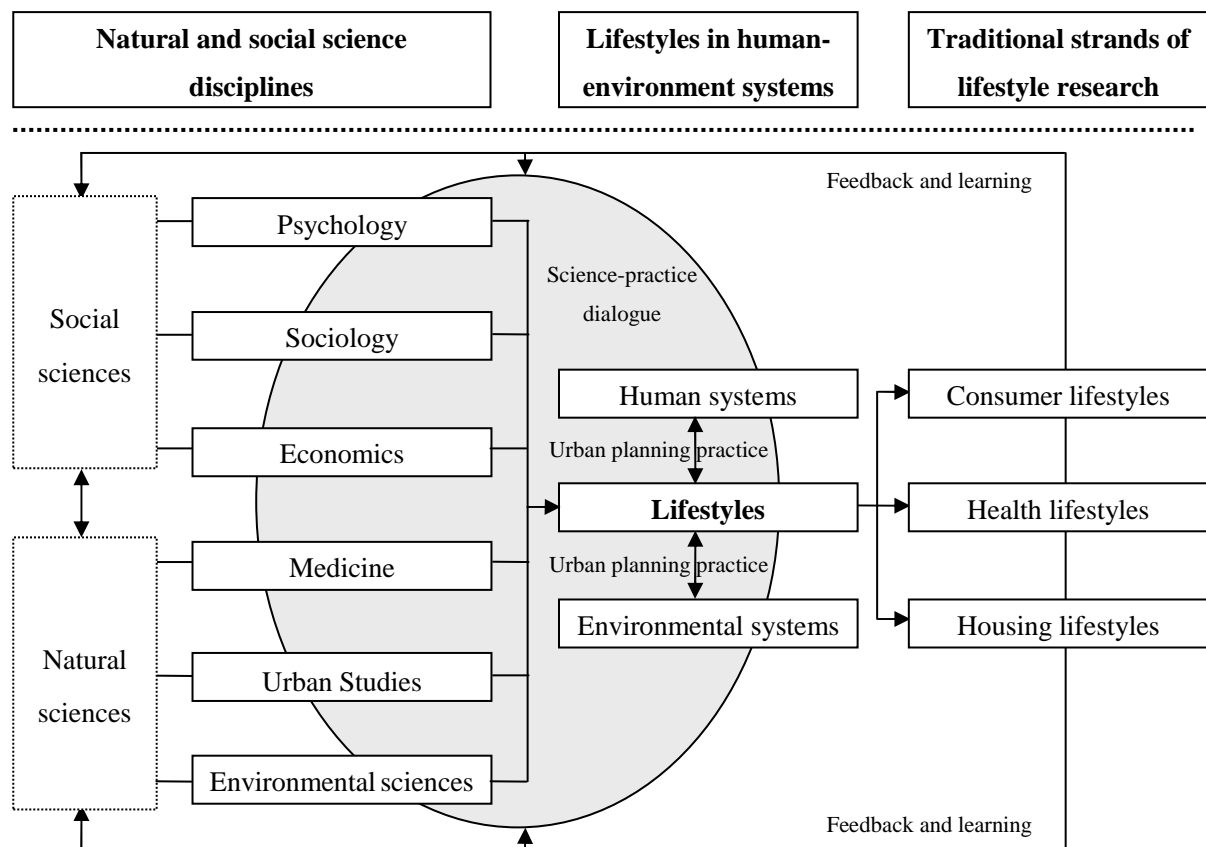 Natural and social science
disciplines
Lifestyles in human-
environment systems
Traditional strands of
lifestyle research
Feedback and learning
Social
sciences
Psychology
Sociology
Economics
Science-practice
dialogue
Human systems
Urban planning practice
Lifestyles
Urban planning practice
Environmental systems
Consumer lifestyles
Health lifestyles
Housing lifestyles
Natural
sciences
Medicine
Urban Studies
Environmental sciences
Feedback and learning